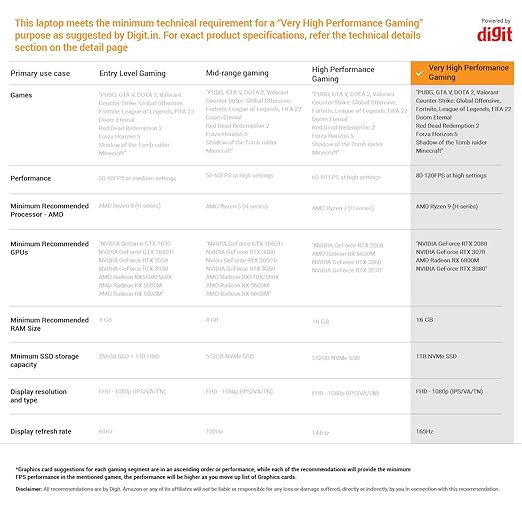 This laptop meets the minimum technical requirement for a “Very High Performance Gaming”
purpose as suggested by Digit.in. For exact product specifications, refer the technical details
section on the detail page
Powered by
digit
Primary use case
Entry Level Gaming
Mid-range gaming
High Performance
Gaming
Very High Performance
Gaming
Games
"PUBG, GTA V, DOTA 2, Valorant
Counter-Strike: Global Offensive,
Fortnite, League of Legends, FIFA 22
Doom Eternal
Red Dead Redemption 2
Forza Horizon 5
Shadow of the Tomb raider
Minecraft"
"PUBG, GTA V, DOTA 2, Valorant
Counter-Strike: Global Offensive,
Fortnite, League of Legends, FIFA 22
Doom Eternal
Red Dead Redemption 2
Forza Horizon 5
Shadow of the Tomb raider
Minecraft"
"PUBG, GTA V, DOTA 2, Valorant
Counter-Strike: Global Offensive,
Fortnite, League of Legends, FIFA 22
Doom Eternal
Red Dead Redemption 2
Forza Horizon 5
Shadow of the Tomb raider
Minecraft"
"PUBG, GTA V, DOTA 2, Valorant
Counter-Strike: Global Offensive,
Fortnite, League of Legends, FIFA 22
Doom Eternal
Red Dead Redemption 2
Forza Horizon 5
Shadow of the Tomb raider
Minecraft"
Performance
50-60FPS at medium settings
50-60FPS at high settings
60-80 FPS at high settings
80-120FPS at high settings
Minimum Recommended
Processor - AMD
AMD Ryzen 5 (H series)
AMD Ryzen 5 (H series)
AMD Ryzen 7 (H series)
AMD Ryzen 9 (H series)
Minimum Recommended
GPUs
"NVIDIA GeForce GTX 1650
NVIDIA GeForce GTX 1650Ti
NVIDIA GeForce RTX 2050
NVIDIA GeForce RTX 3050
AMD Radeon RX550X/560X
AMD Radeon RX 5300M
AMD Radeon RX 5500M"
"NVIDIA GeForce GTX 1660Ti
NVIDIA GeForce RTX 3050
Nvidia GeForce RTX 3050Ti
NVIDIA GeForce RTX 3060
AMD Radeon RX570X/580X
AMD Radeon RX 5600M
AMD Radeon RX 6600M"
"NVIDIA GeForce RTX 2060
AMD Radeon RX 6600M
NVIDIA GeForce RTX 3060
NVIDIA GeForce RTX 2070"
"NVIDIA GeForce RTX 2080
NVIDIA GeForce RTX 3070
AMD Radeon RX 6800M
NVIDIA GeForce RTX 3080"
Minimum Recommended
RAM Size
8 GB
8 GB
16 GB
16 GB
Mnimum SSD storage
capacity
256GB SSD + 1TB HDD
512GB NVMe SSD
512GB NVMe SSD
1TB NVMe SSD
Display resolution
and type
FHD - 1080p (IPS/VA/TN)
FHD - 1080p (IPS/VA/TN)
FHD - 1080p (IPS/VA/TN)
FHD - 1080p (IPS/VA/TN)
Display refresh rate
60Hz
120Hz
144Hz
165Hz
*Graphics card suggestions for each gaming segment are in an ascending order or performance, while each of the recommendations will provide the minimum
FPS performance in the mentioned games, the performance will be higher as you move up list of Graphics cards.
Disclaimer: All recommendations are by Digit. Amazon or any of its affiliates will not be liable or responsible for any loss or damage suffered, directly or indirectly, by you in connection with this recommendation.